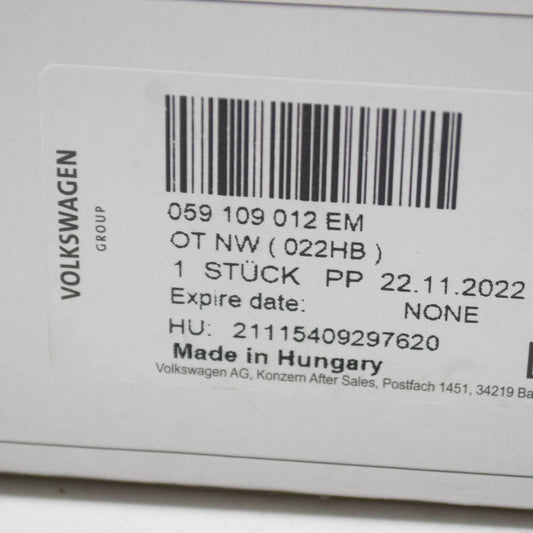 VOLKSWAGEN
GROUP
059 109 012 EM
OT NW ( 022HB )
1 STÜCK PP 22.11.2022
Expire date: NONE
HU: 21115409297620
Made in Hungary
Volkswagen AG, Konzern After Sales, Postfach 1451, 34219 Ba